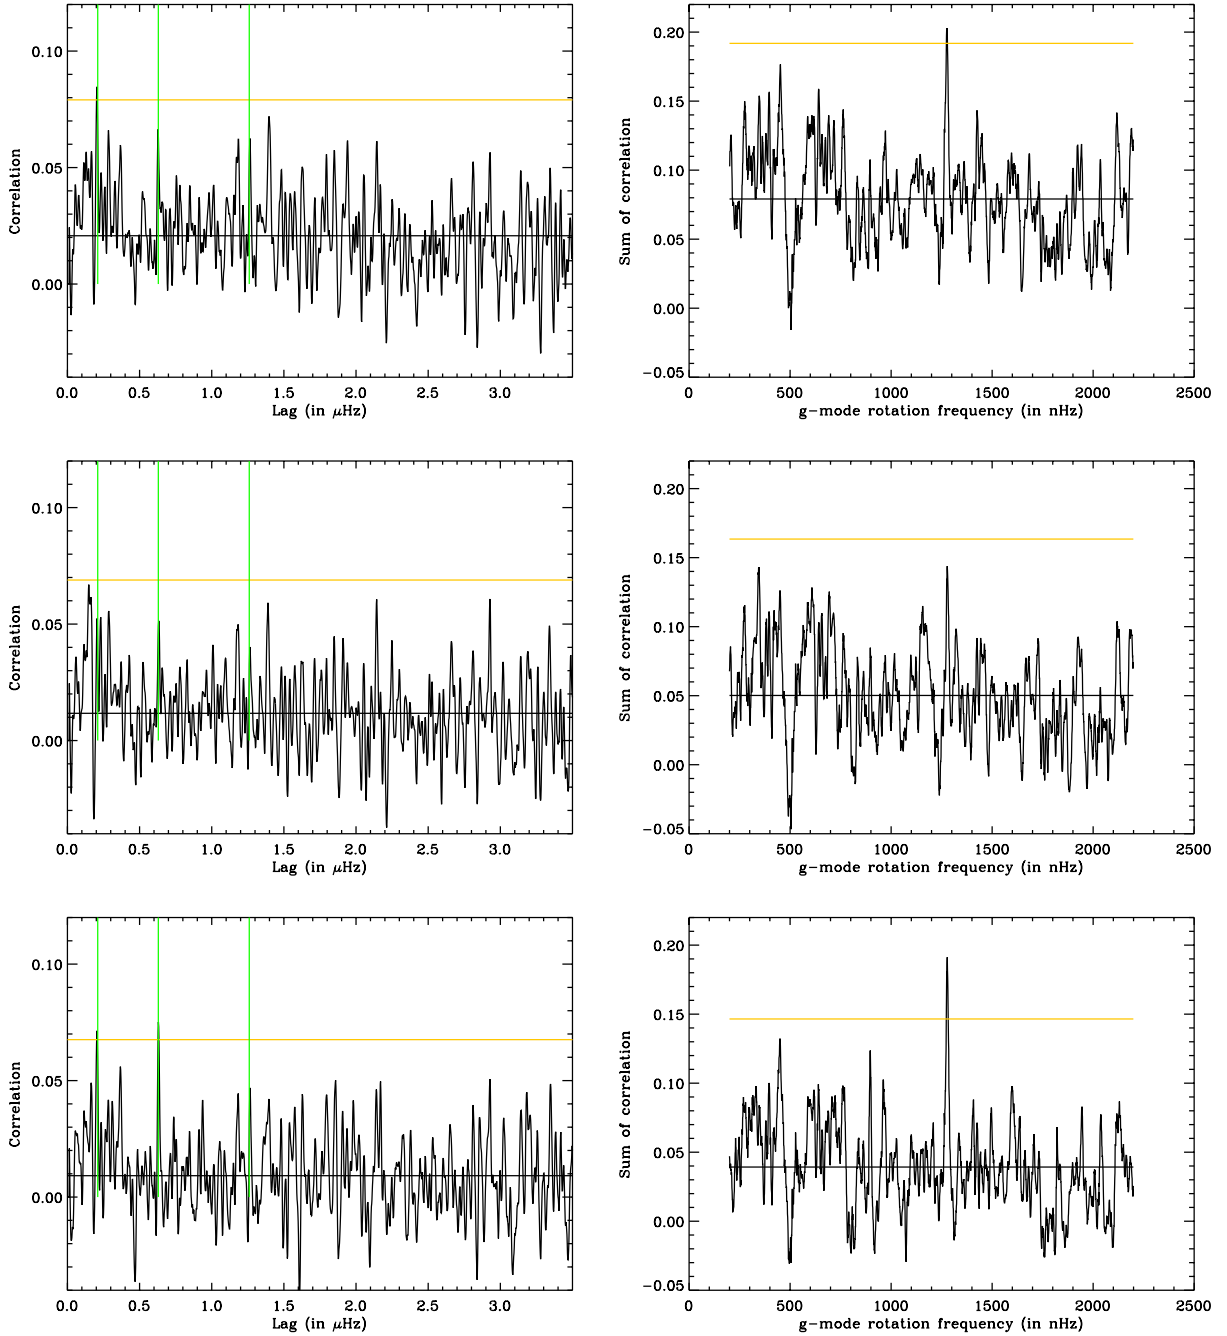 0.10
0.05
0.00
Correlation
0.0 0.5 1.0 1.5 2.0 2.5 3.0
Lag (in μHz)
0.20
0.15
0.10
0.05
0.00
−0.05
Sum of correlation
0 500 1000 1500 2000 2500
g−mode rotation frequency (in nHz)
0.10
0.05
0.00
Correlation
0.0 0.5 1.0 1.5 2.0 2.5 3.0
Lag (in μHz)
0.20
0.15
0.10
0.05
0.00
−0.05
Sum of correlation
0 500 1000 1500 2000 2500
g−mode rotation frequency (in nHz)
0.10
0.05
0.00
Correlation
0.0 0.5 1.0 1.5 2.0 2.5 3.0
Lag (in μHz)
0.20
0.15
0.10
0.05
0.00
−0.05
Sum of correlation
0 500 1000 1500 2000 2500
g−mode rotation frequency (in nHz)